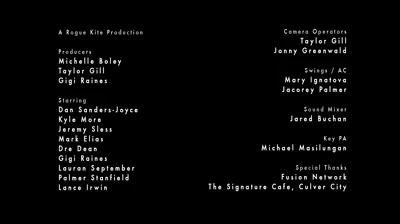 A Rogue Kite Production
Producers
Michelle Boley
Taylor Gill
Gigi Raines
Starring
Dan Sanders-Joyce
Kyle More
Jeremy Sless
Mark Elias
Dre Dean
Gigi Raines
Lauran September
Palmer Stanfield
Lance Irwin
Camera Operators
Taylor Gill
Jonny Greenwald
Swings / AC
Mary Ignatova
Jacorey Palmer
Sound Mixer
Jared Buchan
Key PA
Michael Masilungan
Special Thanks
Fusion Network
The Signature Cafe, Culver City